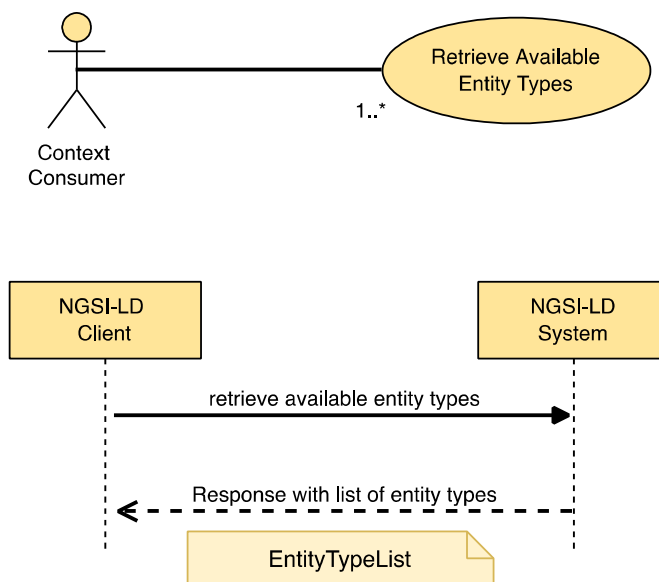 Retrieve Available
Entity Types
1..*
Context
Consumer
NGSI-LD
Client
NGSI-LD
System
retrieve available entity types
Response with list of entity types
EntityTypeList